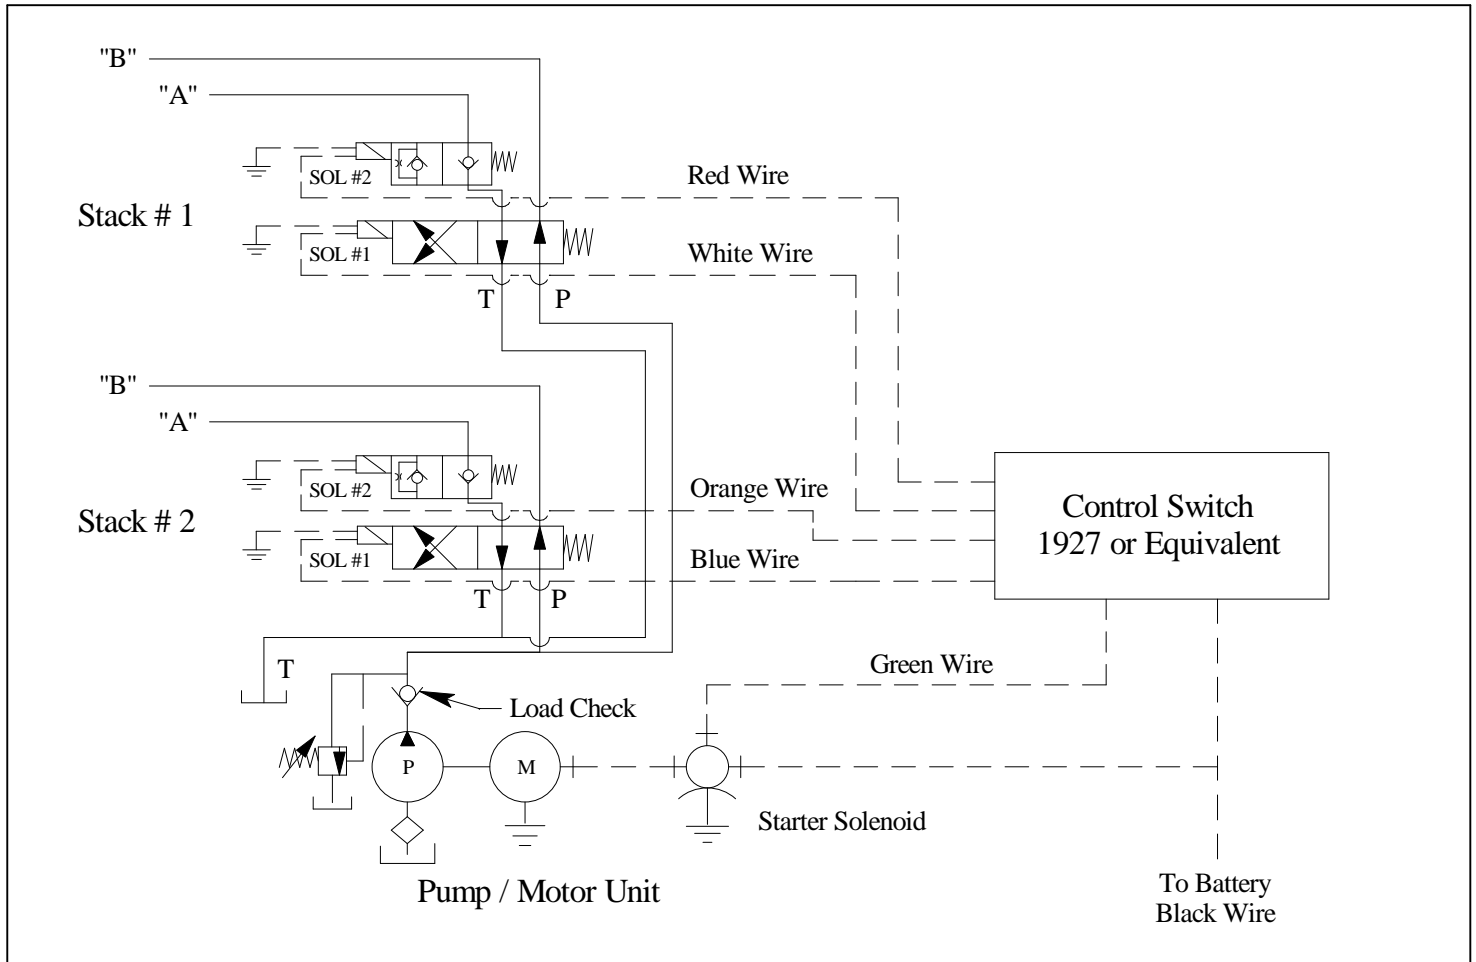 "B"
"A"
SOL #2
Red Wire
Stack # 1
SOL #1
White Wire
T P
"B"
"A"
SOL #2
Orange Wire
Stack # 2
SOL #1
Blue Wire
T P
Control Switch
1927 or Equivalent
Green Wire
T
Load Check
P
M
Starter Solenoid
Pump / Motor Unit
To Battery
Black Wire